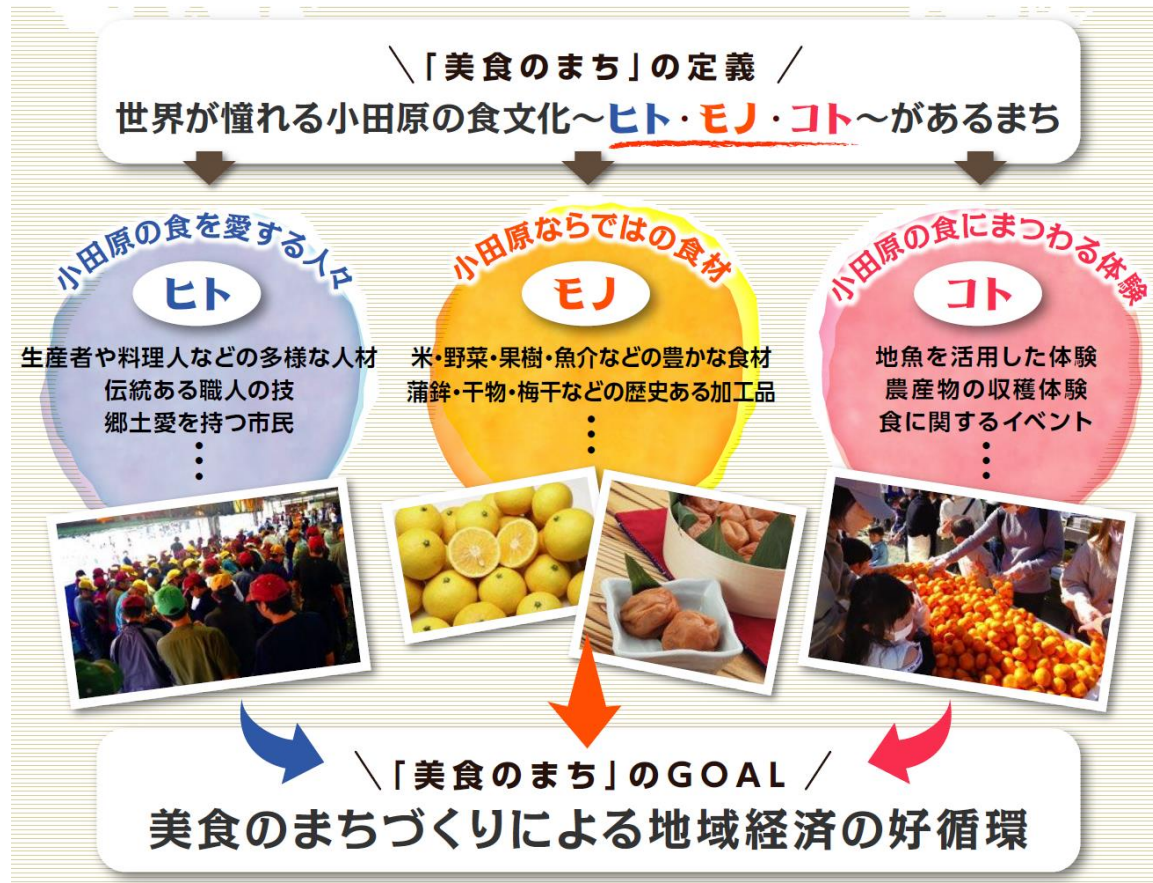 「美食のまち」の定義
世界が憧れる小田原の食文化～ヒト・モノ・コト～があるまち
小田原の食を愛する人々
ヒト
生産者や料理人などの多様な人材
伝統ある職人の技
郷土愛を持つ市民
⋮
小田原ならではの食材
モノ
米・野菜・果樹・魚介などの豊かな食材
蒲鉾・干物・梅干などの歴史ある加工品
⋮
小田原の食にまつわる体験
コト
地魚を活用した体験
農産物の収穫体験
食に関するイベント
⋮
「美食のまち」のGOAL
美食のまちづくりによる地域経済の好循環